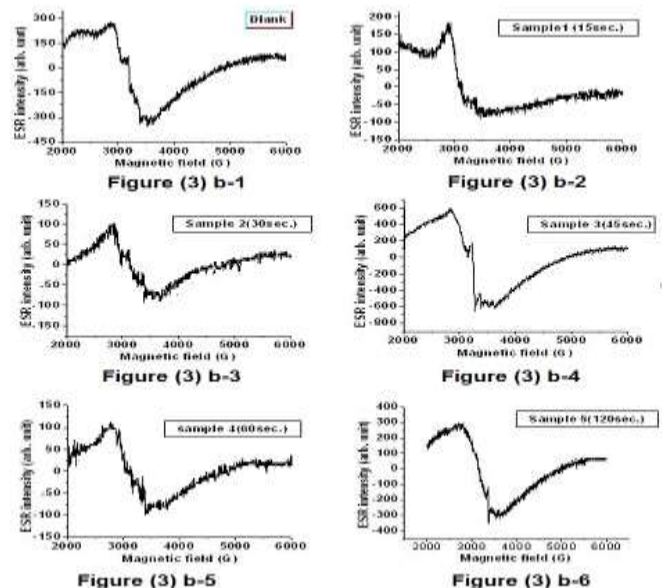 Blank
ESR intensity (arb. unit)
300
150
0
-150
-300
-450
2000 3000 4000 5000 6000
Magnetic field (G)
Figure (3) b-1
Sample1 (15sec.)
ESR intensity (arb. unit)
200
150
100
50
0
-50
-100
-150
2000 3000 4000 5000 6000
Magnetic field (G)
Figure (3) b-2
Sample 2(30sec.)
ESR intensity (arb. unit)
150
100
50
0
-50
-100
-150
2000 3000 4000 5000 6000
Magnetic field (G)
Figure (3) b-3
Sample 3(45sec.)
ESR intensity (arb. unit)
600
400
200
0
-200
-400
-600
-800
2000 3000 4000 5000 6000
Magnetic field (G)
Figure (3) b-4
sample 4(60sec.)
ESR intensity (arb. unit)
150
100
50
0
-50
-100
-150
2000 3000 4000 5000 6000
Magnetic field (G)
Figure (3) b-5
Sample 5(120sec.)
ESR intensity (arb. unit)
400
300
200
100
0
-100
-200
-300
-400
2000 3000 4000 5000 6000
Magnetic field (G)
Figure (3) b-6